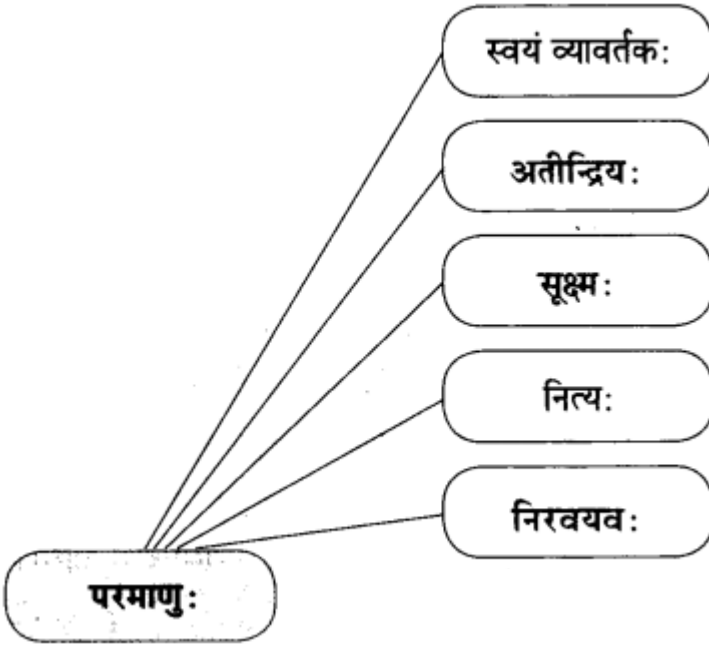 स्वयं व्यावर्तक:
अतीन्द्रिय:
सूक्ष्म:
नित्य:
निरवयव:
परमाणु: